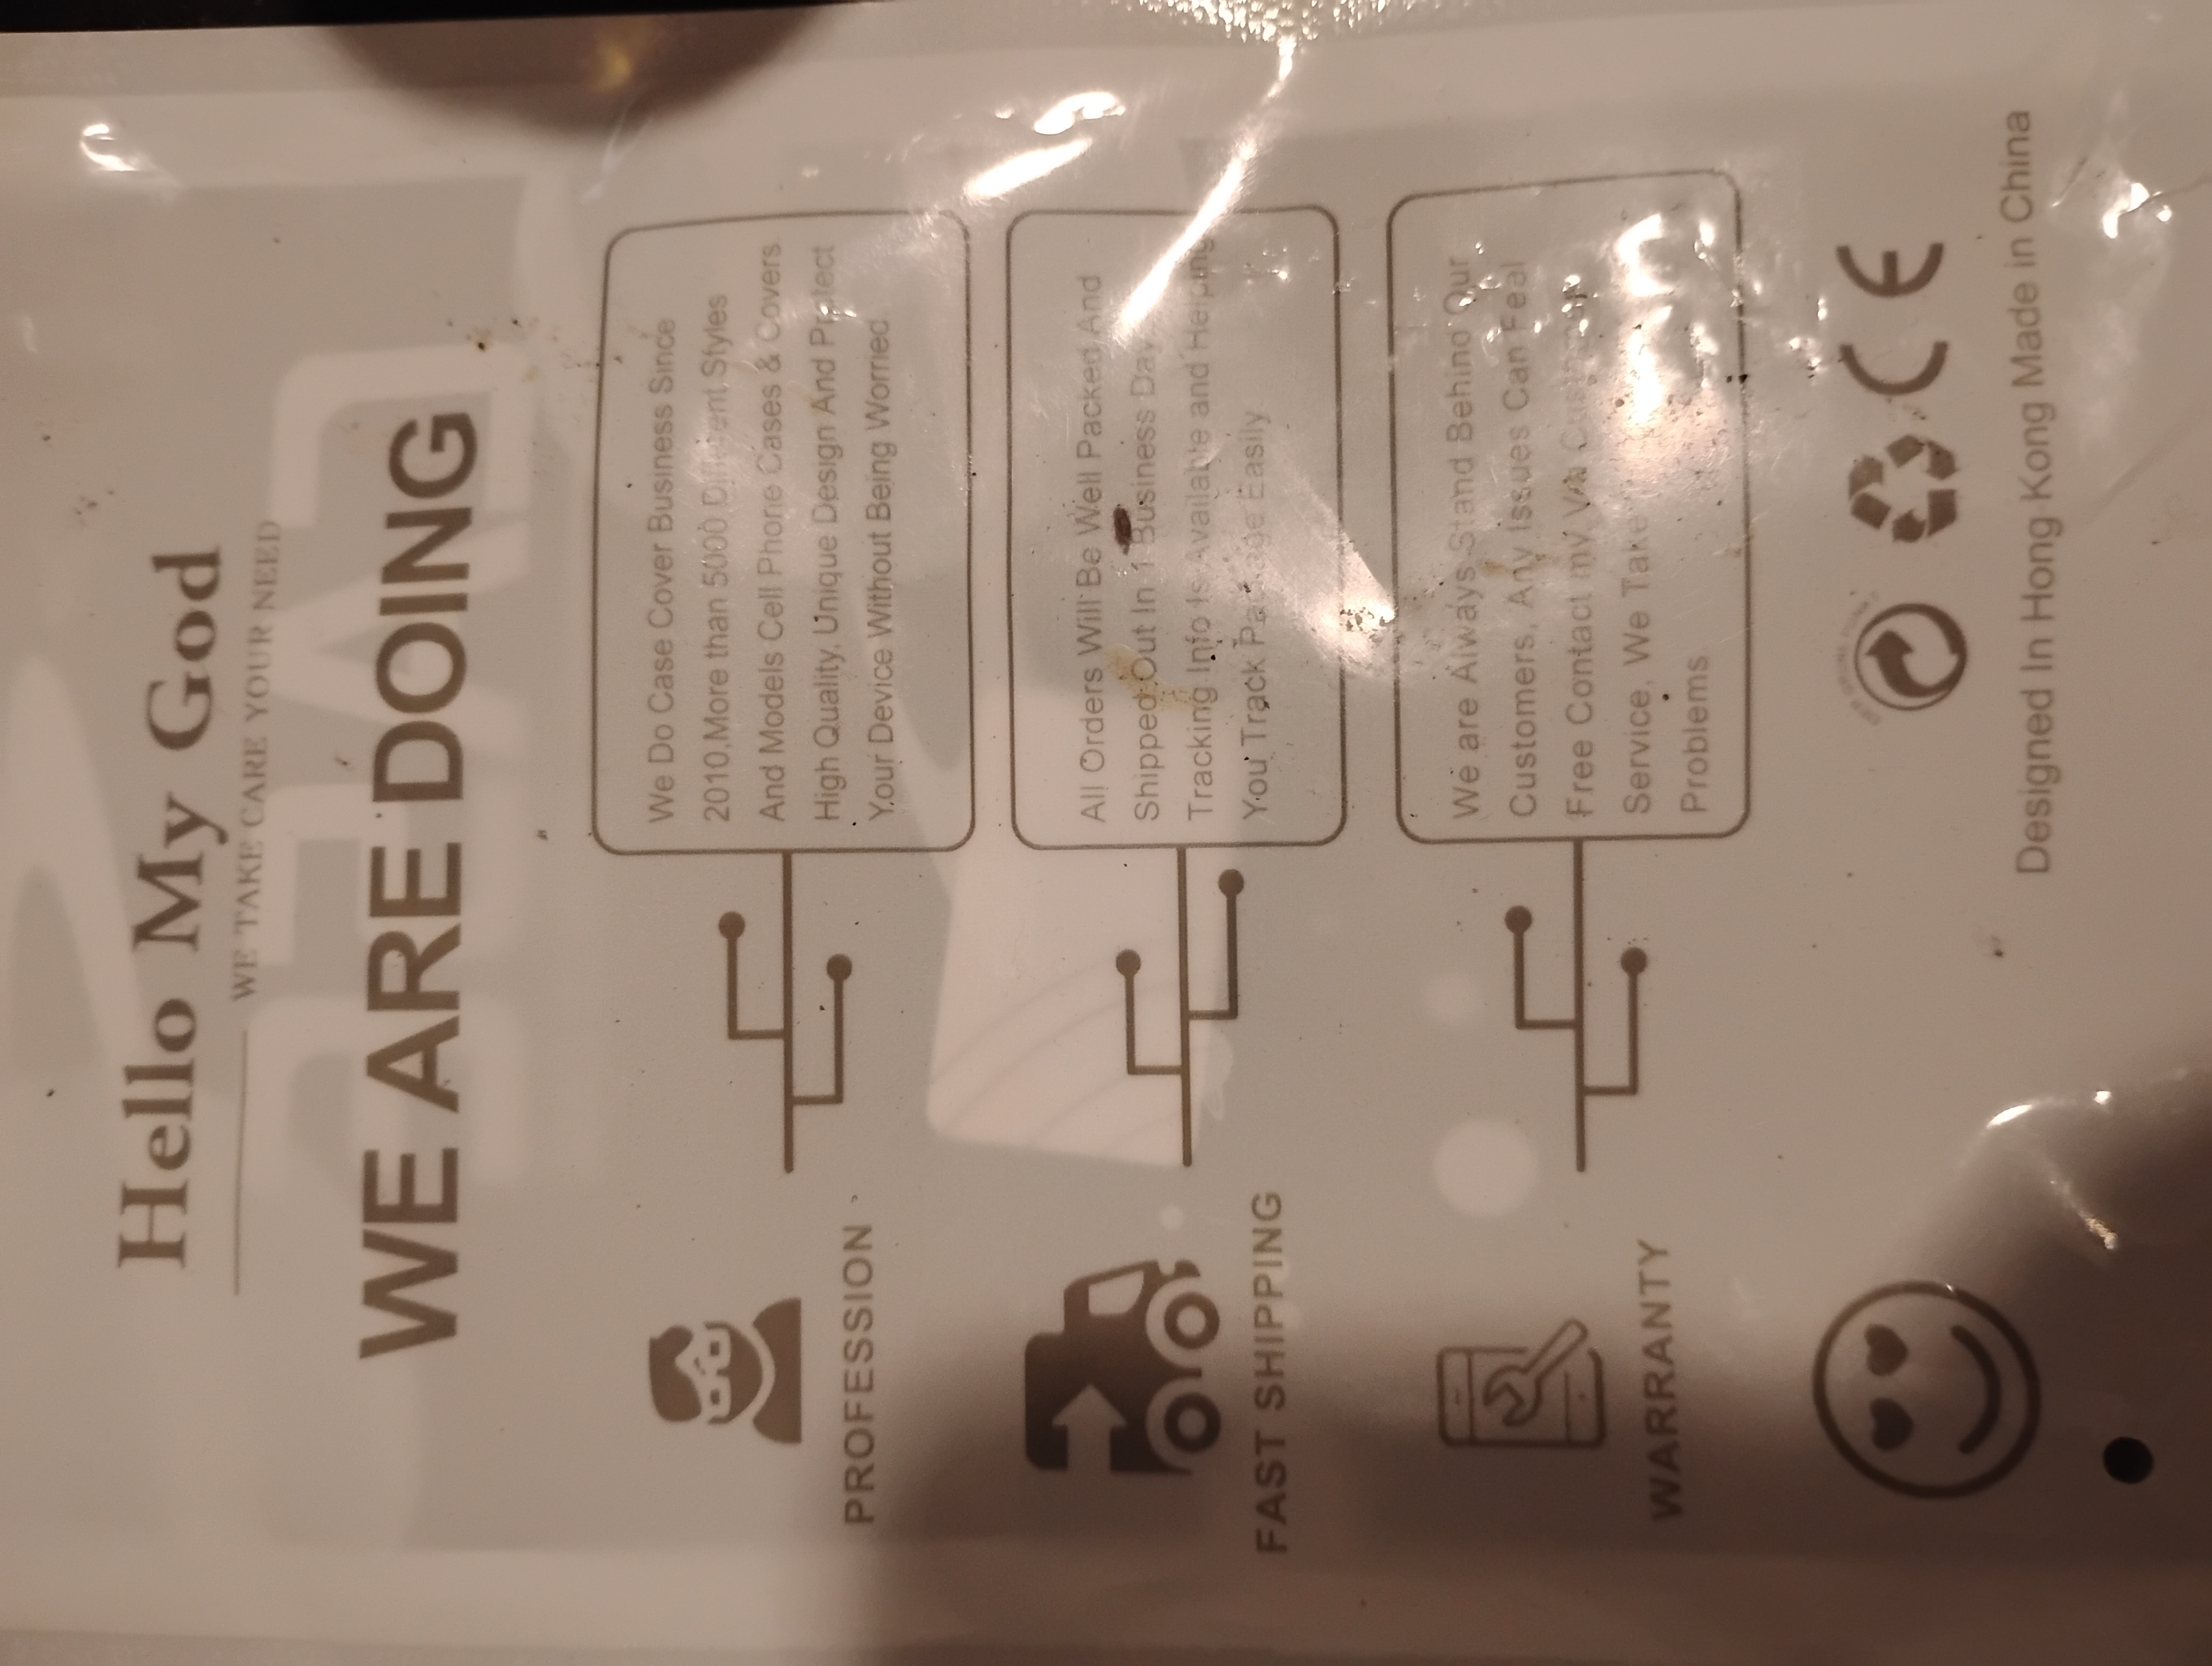 Hello My God
WE TAKE CARE YOUR NEED
WE ARE DOING
PROFESSION
We Do Case Cover Business Since
2010,More than 5000 Different Styles
And Models Cell Phone Cases & Covers.
High Quality, Unique Design And Protect
Your Device Without Being Worried
FAST SHIPPING
All Orders Will Be Well Packed And
Shipped Out In 1 Business Day.
Tracking Info Is Available and Helping
You Track Package Easily
WARRANTY
We are Always Stand Behind Our
Customers, Any Issues Can Feal
Free Contact my Via
Service, We Take
Problems
CE
Designed In Hong Kong Made in China